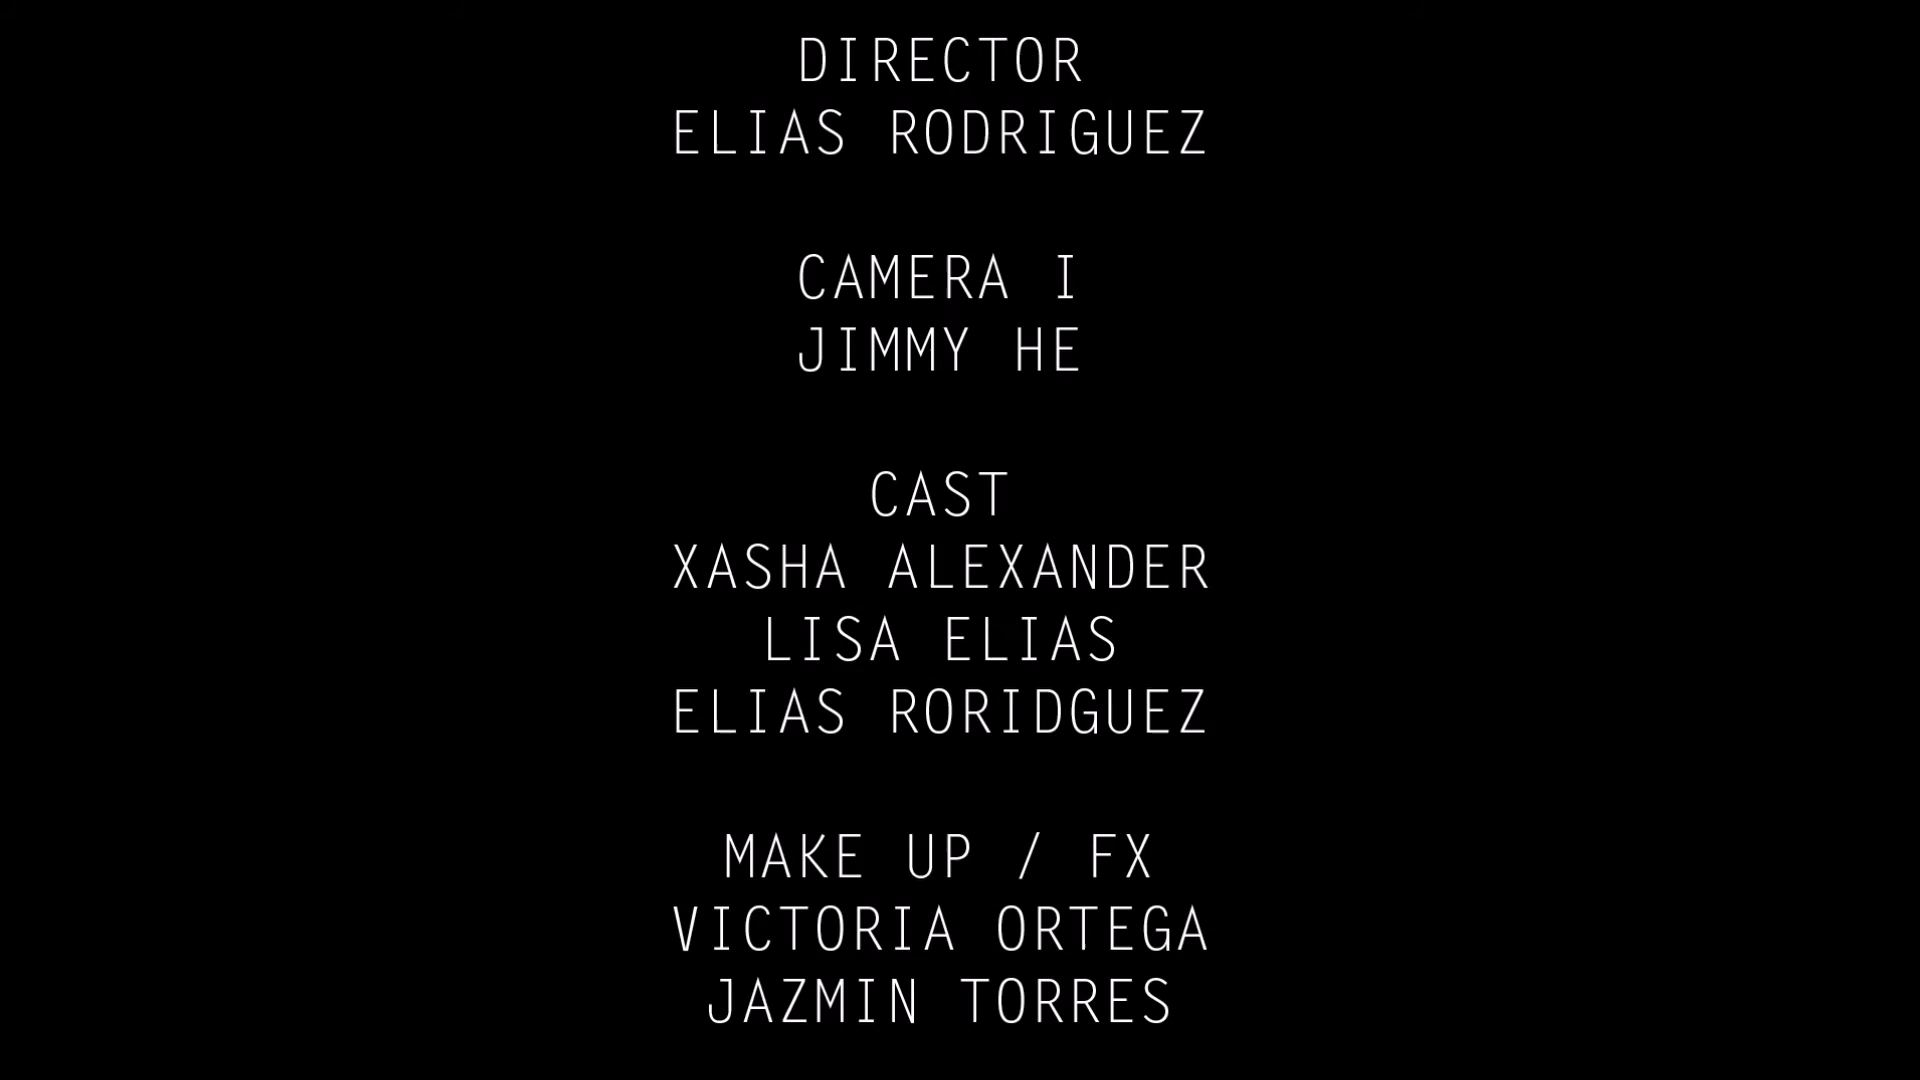 DIRECTOR
ELIAS RODRIGUEZ
CAMERA I
JIMMY HE
CAST
XASHA ALEXANDER
LISA ELIAS
ELIAS RORIDGUEZ
MAKE UP / FX
VICTORIA ORTEGA
JAZMIN TORRES